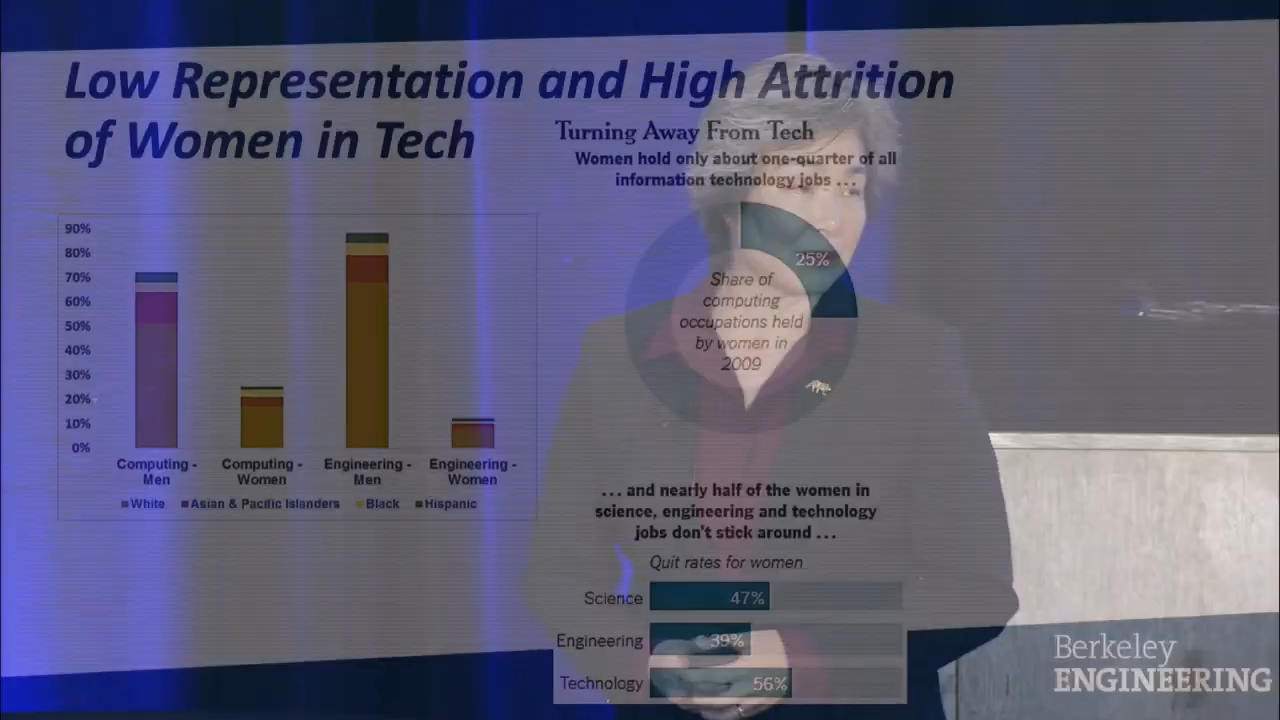 Low Representation and High Attrition
of Women in Tech
90%
80%
70%
60%
50%
40%
30%
20%
10%
0%
Computing -
Men
Computing -
Women
Engineering -
Men
Engineering -
Women
White Asian & Pacific Islanders Black Hispanic
Turning Away From Tech
Women hold only about one-quarter of all
information technology jobs ...
25%
Share of
computing
occupations held
by women in
2009
... and nearly half of the women in
science, engineering and technology
jobs don't stick around ...
Quit rates for women
Science 47%
Engineering 39%
Technology 56%
Berkeley
ENGINEERING